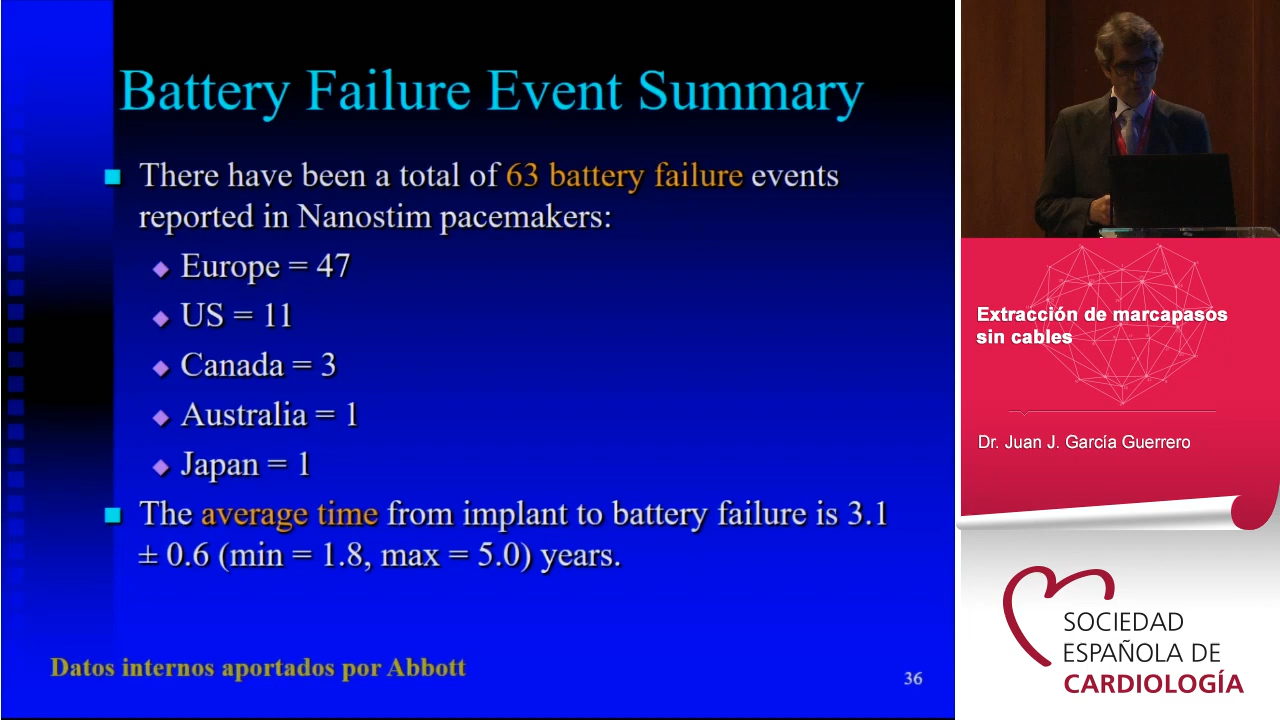 Battery Failure Event Summary
There have been a total of 63 battery failure events
reported in Nanostim pacemakers:
Europe = 47
US = 11
Canada = 3
Australia = 1
Japan = 1
The average time from implant to battery failure is 3.1
± 0.6 (min = 1.8, max = 5.0) years.
Datos internos aportados por Abbott
36
Extracción de marcapasos
sin cables
Dr. Juan J. García Guerrero
SOCIEDAD
ESPAÑOLA DE
CARDIOLOGÍA